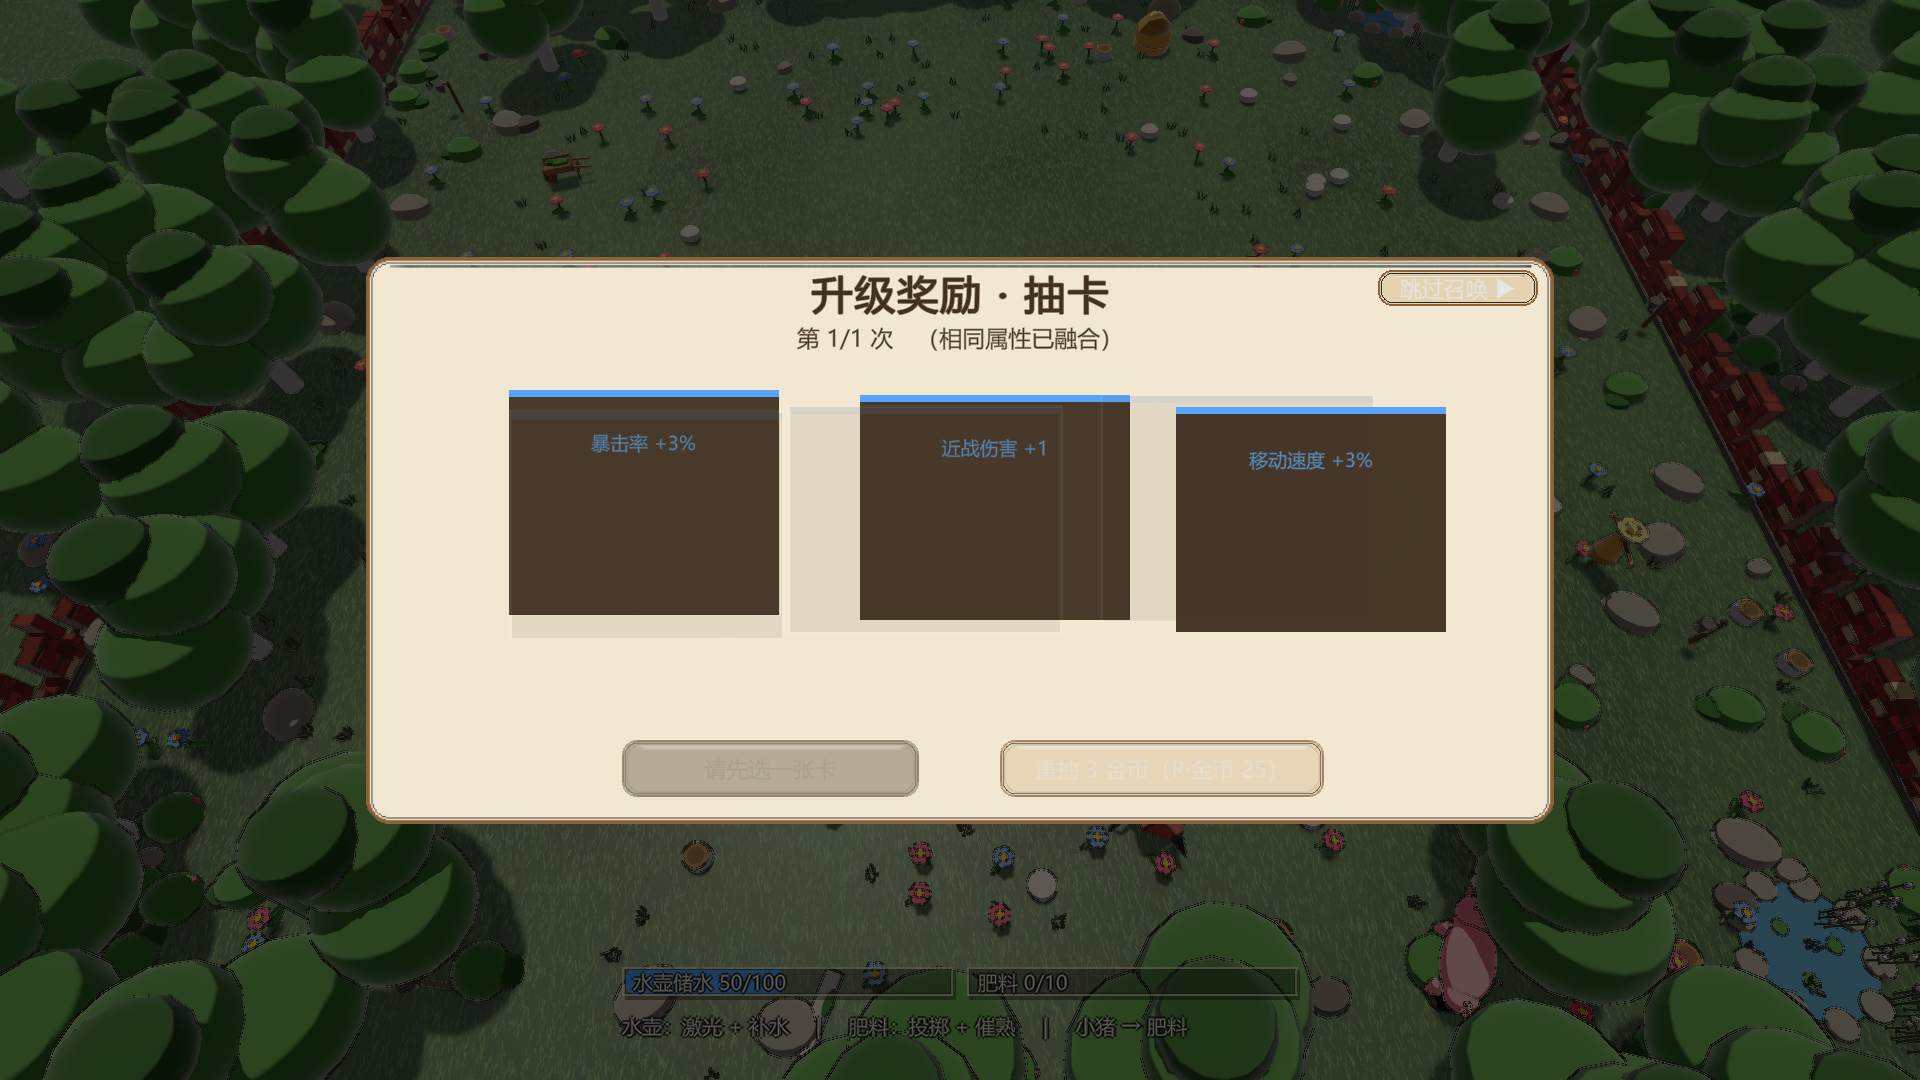 升级奖励 · 抽卡
跳过召唤 ▶
第 1/1 次 （相同属性已融合）
暴击率 +3%
近战伤害 +1
移动速度 +3%
请先选一张卡
重抽 3 金币（R·金币 25）
水壶储水 50/100
肥料 0/10
水壶：激光 + 补水 | 肥料：投掷 + 催熟 | 小猪 → 肥料